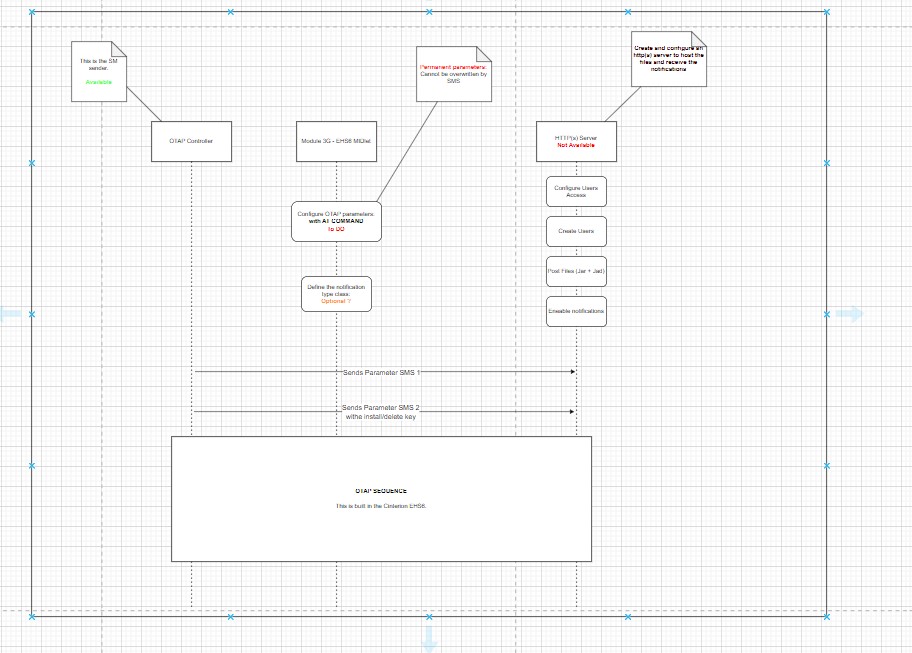 This is the SM
sender.
Available
Permanent parameters:
Cannot be overwritten by
SMS
Create and configure an
http(s) server to host the
files and receive the
notifications
OTAP Controller
Module 3G - EHS6 MIDlet
HTTP(s) Server
Not Available
Configure Users
Access
Configure OTAP parameters:
with AT COMMAND
To DO
Create Users
Post Files (Jar + Jad)
Define the notification
type class:
Optional ?
Eneable notifications
Sends Parameter SMS 1
Sends Parameter SMS 2
withe install/delete key
OTAP SEQUENCE
This is built in the Cinterion EHS6.